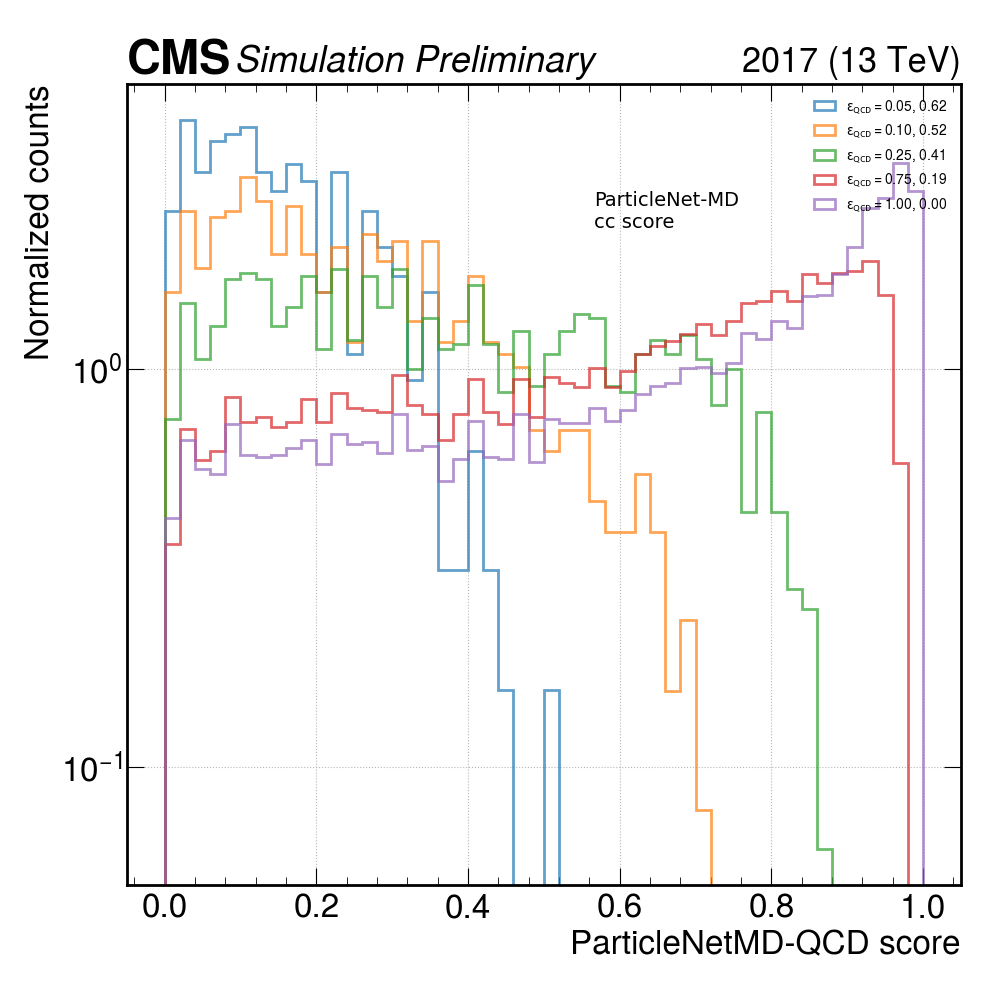 CMS Simulation Preliminary 2017 (13 TeV)
Normalized counts
ε_QCD = 0.05, 0.62
ε_QCD = 0.10, 0.52
ε_QCD = 0.25, 0.41
ε_QCD = 0.75, 0.19
ε_QCD = 1.00, 0.00
ParticleNet-MD
cc score
10⁰
10⁻¹
0.0 0.2 0.4 0.6 0.8 1.0
ParticleNetMD-QCD score